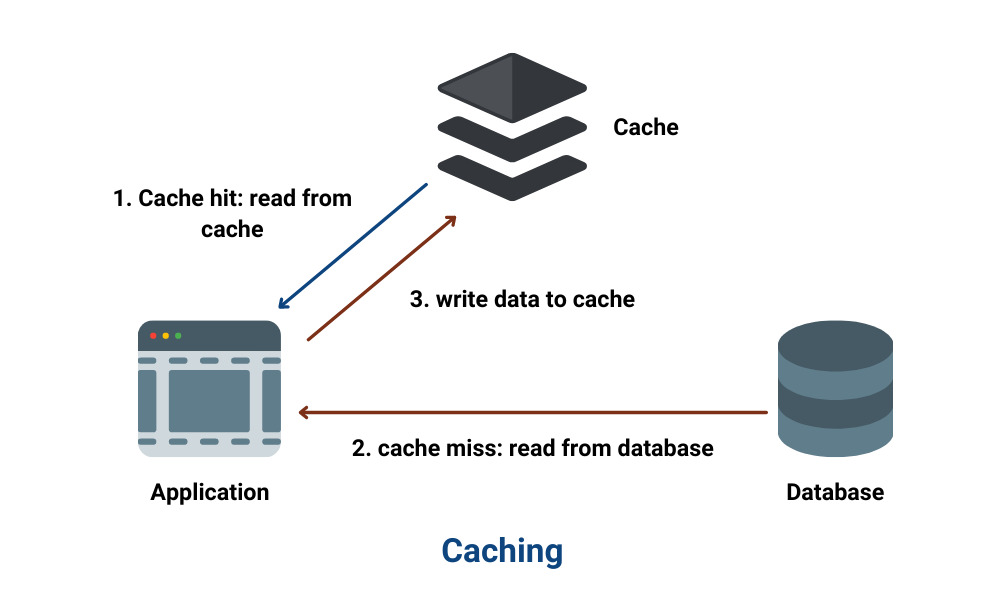 Cache
1. Cache hit: read from
cache
3. write data to cache
2. cache miss: read from database
Application
Database
Caching